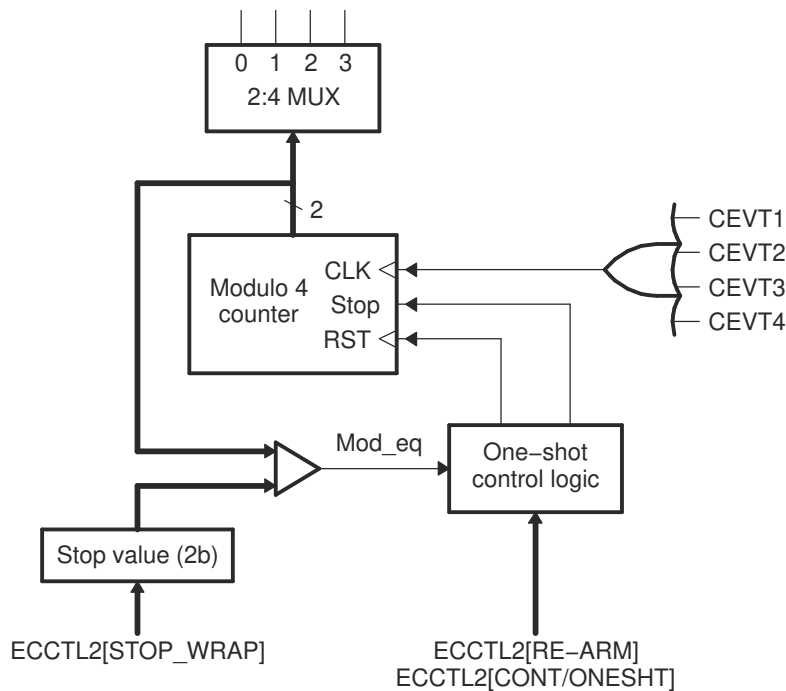 0 1 2 3
2:4 MUX
2
CEVT1
CEVT2
CEVT3
CEVT4
Modulo 4
counter
CLK
Stop
RST
Mod_eq
One−shot
control logic
Stop value (2b)
ECCTL2[STOP_WRAP]
ECCTL2[RE−ARM]
ECCTL2[CONT/ONESHT]